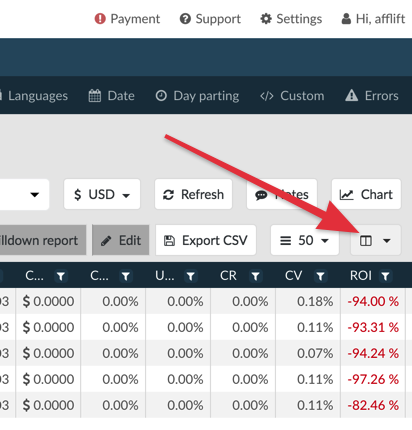 Payment Support Settings Hi, afflift
Languages Date Day parting </> Custom Errors
$ USD Refresh Notes Chart
lldown report Edit Export CSV 50
C... C... U... CR CV ROI
03 $ 0.0000 0.00% 0.00% 0.00% 0.18% -94.00 %
03 $ 0.0000 0.00% 0.00% 0.00% 0.11% -93.31 %
03 $ 0.0000 0.00% 0.00% 0.00% 0.07% -94.24 %
03 $ 0.0000 0.00% 0.00% 0.00% 0.11% -97.26 %
03 $ 0.0000 0.00% 0.00% 0.00% 0.11% -82.46 %